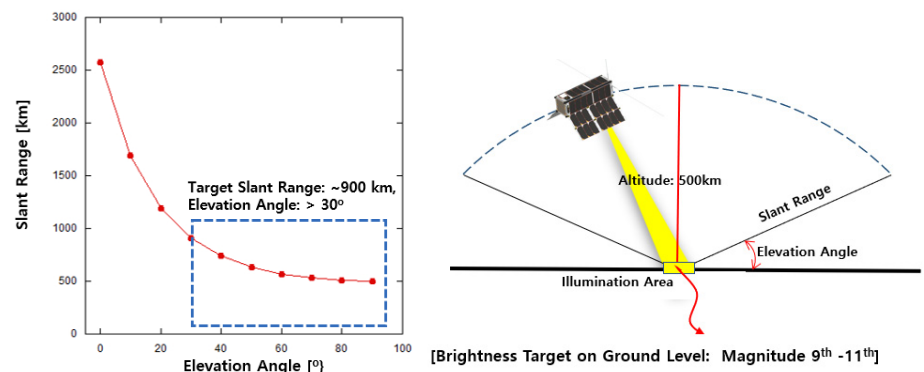 3000
2500
2000
1500
1000
500
0
Slant Range [km]
0
20
40
60
80
100
Elevation Angle [º]
Target Slant Range: ~900 km,
Elevation Angle: > 30º
Altitude: 500km
Slant Range
Elevation Angle
Illumination Area
[Brightness Target on Ground Level: Magnitude 9th -11th]